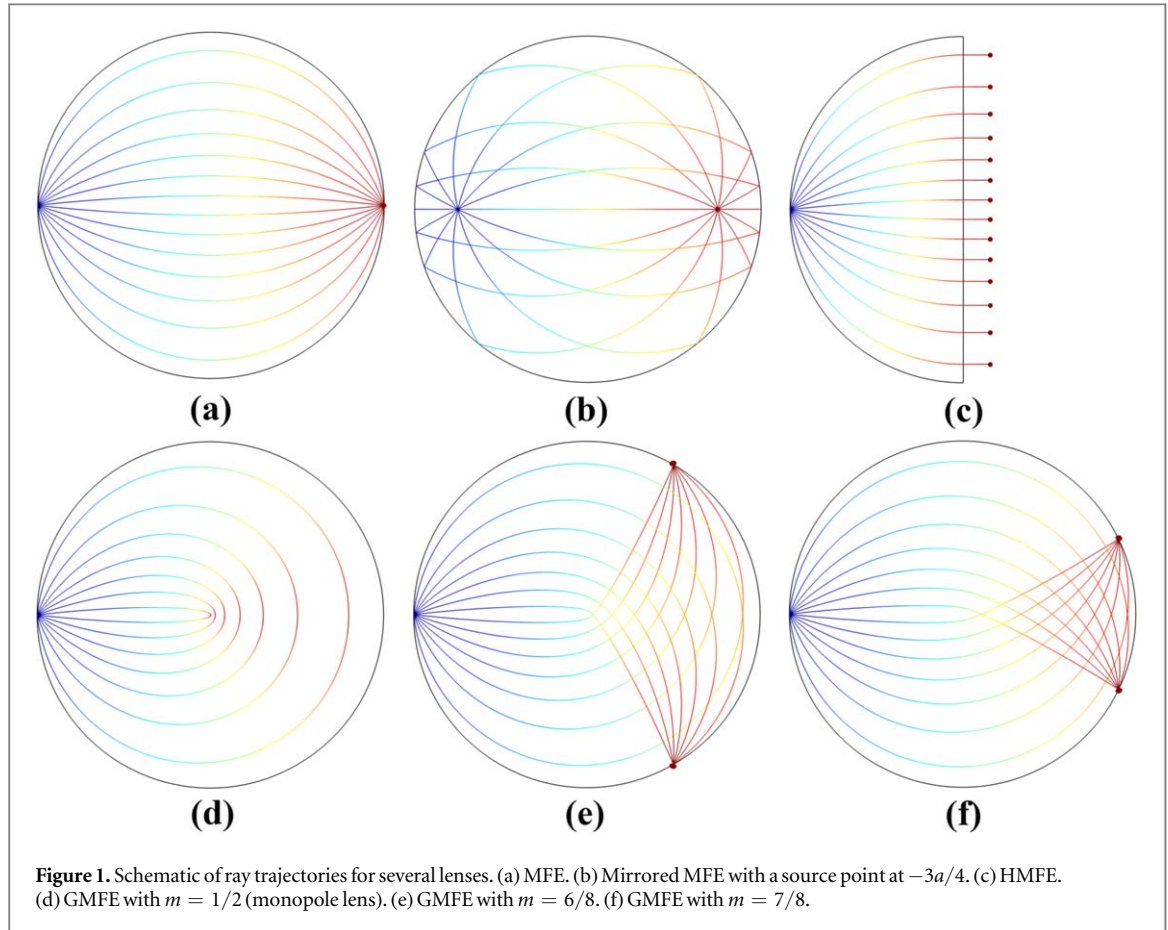 (a)
(b)
(c)
(d)
(e)
(f)
Figure 1. Schematic of ray trajectories for several lenses. (a) MFE. (b) Mirrored MFE with a source point at −3a/4. (c) HMFE.
(d) GMFE with m = 1/2 (monopole lens). (e) GMFE with m = 6/8. (f) GMFE with m = 7/8.